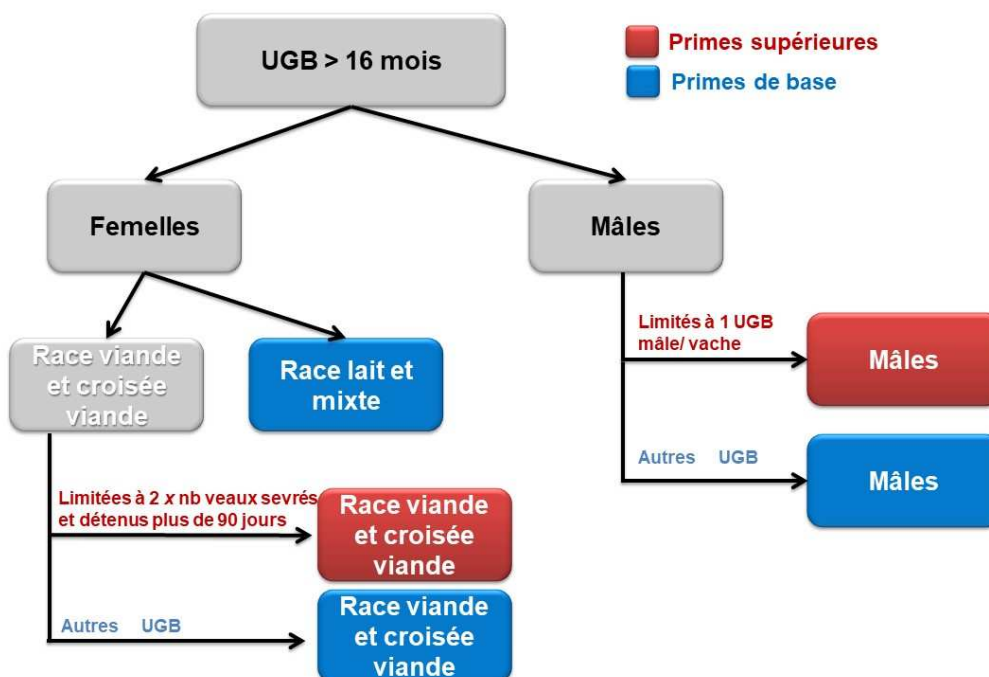 UGB > 16 mois
Primes supérieures
Primes de base
Femelles
Mâles
Race viande
et croisée
viande
Race lait et
mixte
Limités à 1 UGB
mâle/ vache
Mâles
Autres UGB
Mâles
Limitées à 2 x nb veaux sevrés
et détenus plus de 90 jours
Race viande
et croisée
viande
Autres UGB
Race viande
et croisée
viande